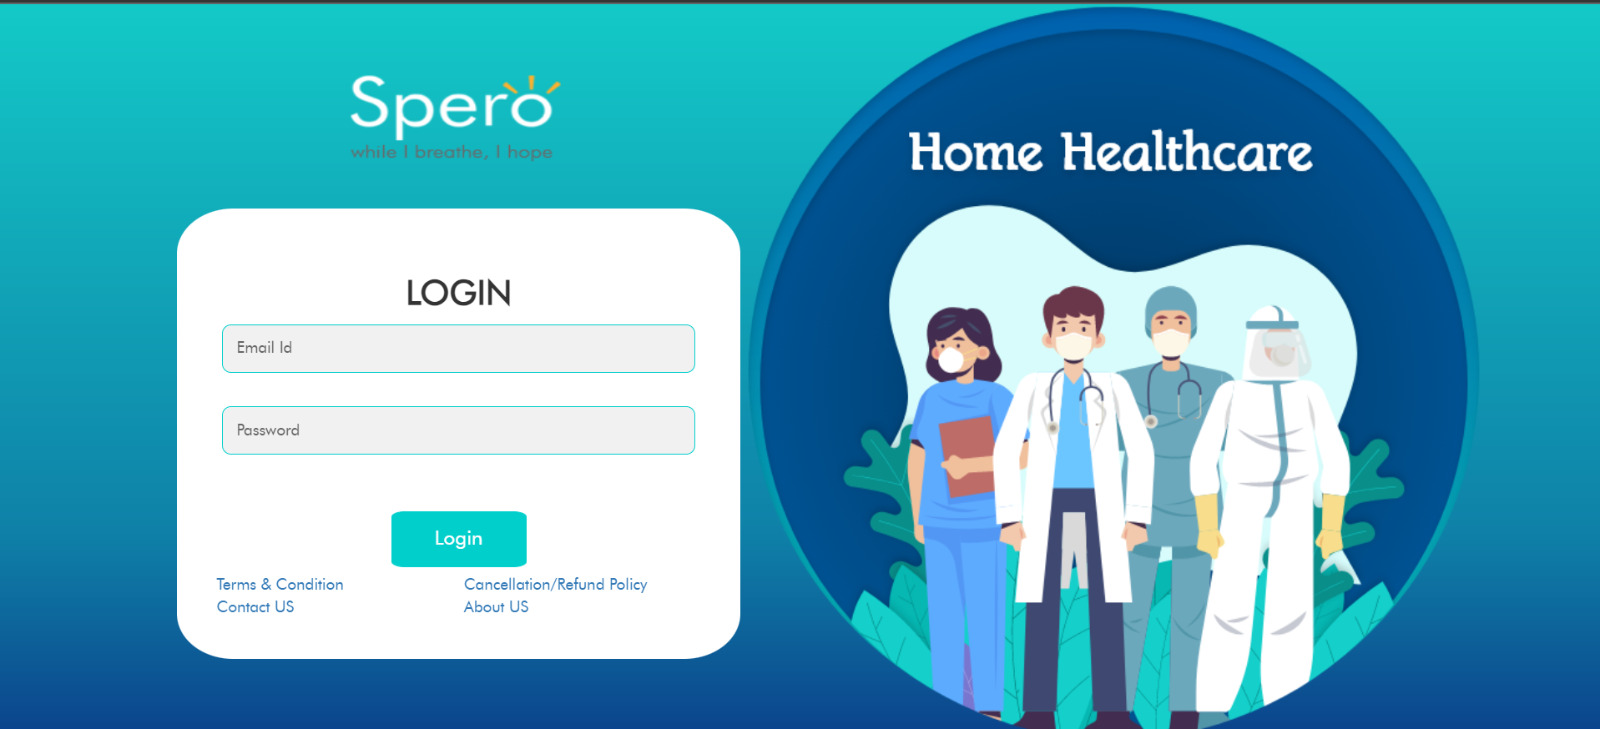 Spero
while I breathe, I hope
LOGIN
Email Id
Password
Login
Terms & Condition
Cancellation/Refund Policy
Contact US
About US
Home Healthcare